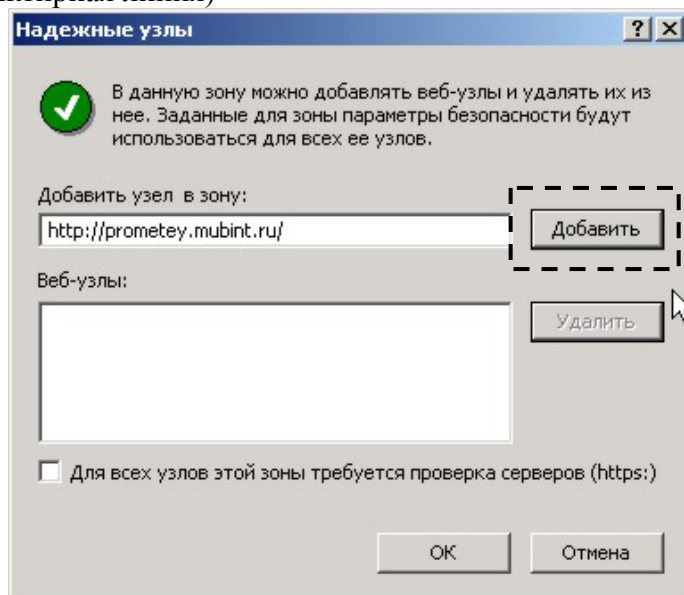 Надежные узлы
В данную зону можно добавлять веб-узлы и удалять их из
нее. Заданные для зоны параметры безопасности будут
использоваться для всех ее узлов.
Добавить узел в зону:
http://prometey.mubint.ru/
Добавить
Веб-узлы:
Удалить
Для всех узлов этой зоны требуется проверка серверов (https:)
ОК
Отмена